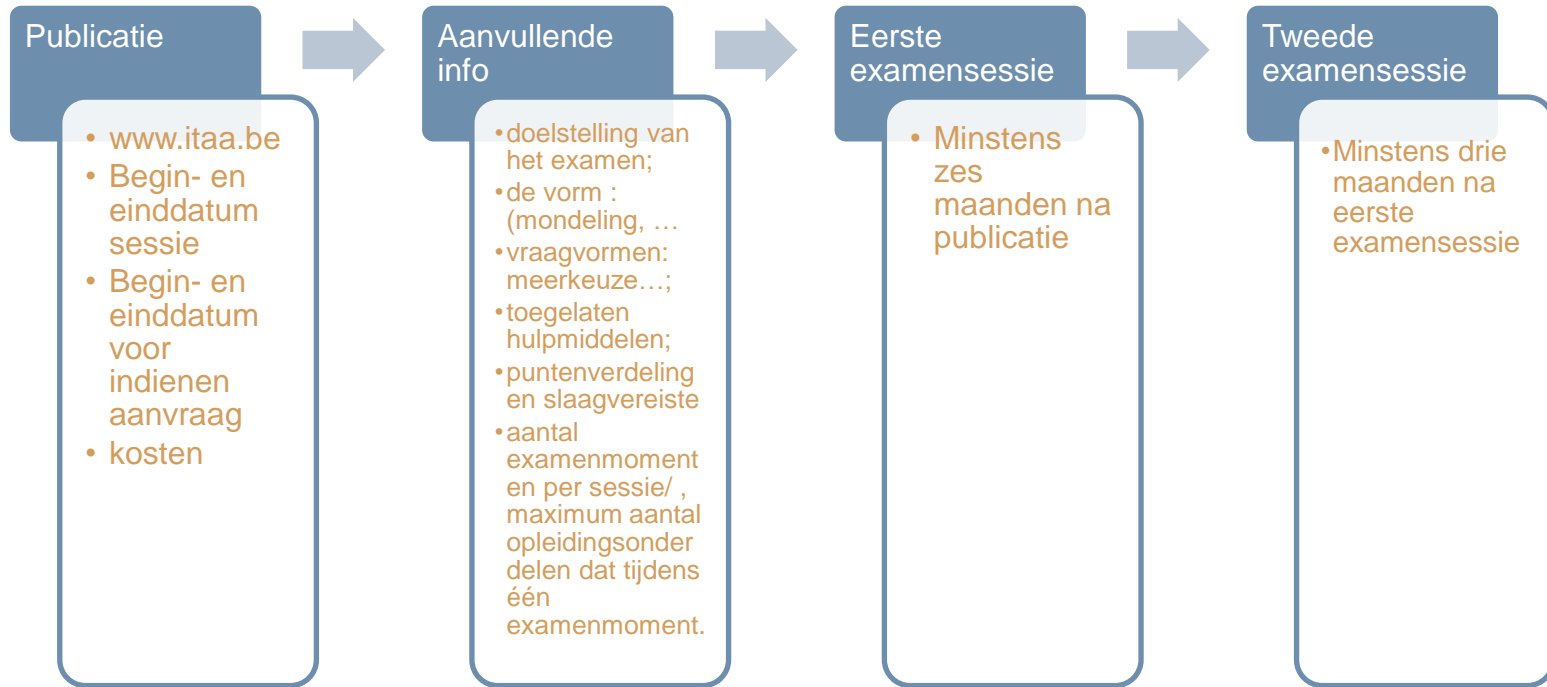 Publicatie
• www.itaa.be
• Begin- en
einddatum
sessie
• Begin- en
einddatum
voor
indienen
aanvraag
• kosten
Aanvullende
info
•doelstelling van
het examen;
•de vorm :
(mondeling, …
•vraagvormen:
meerkeuze…;
•toegelaten
hulpmiddelen;
•puntenverdeling
en slaagvereiste
•aantal
examenmoment
en per sessie/ ,
maximum aantal
opleidingsonder
delen dat tijdens
één
examenmoment.
Eerste
examensessie
• Minstens
zes
maanden na
publicatie
Tweede
examensessie
•Minstens drie
maanden na
eerste
examensessie